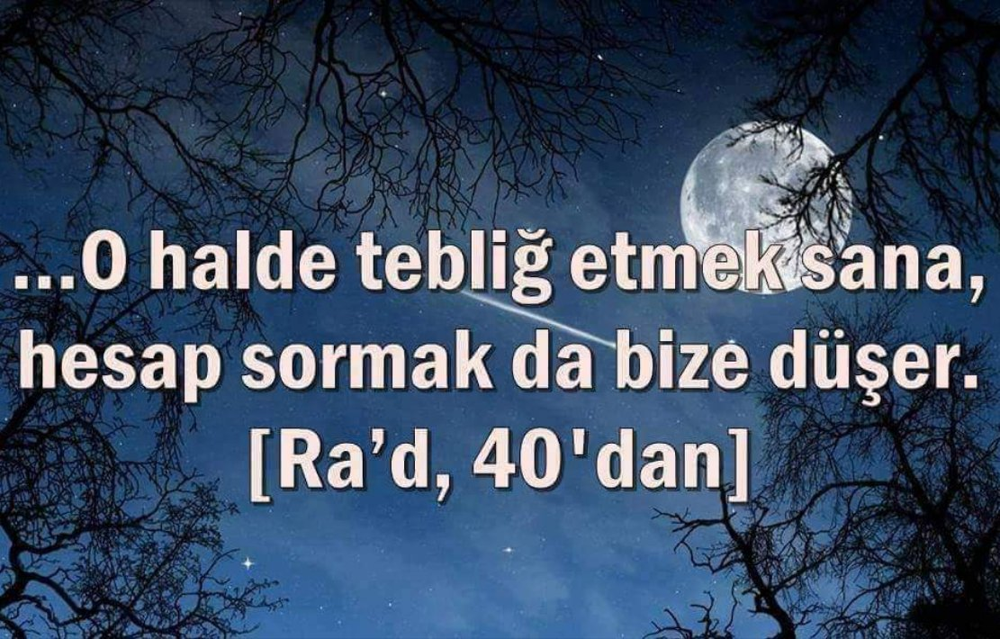 ...O halde tebliğ etmek sana,
hesap sormak da bize düşer.
[Ra’d, 40'dan]